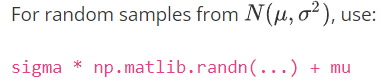 For random samples from N(μ, σ²), use:
sigma * np.matlib.randn(...) + mu